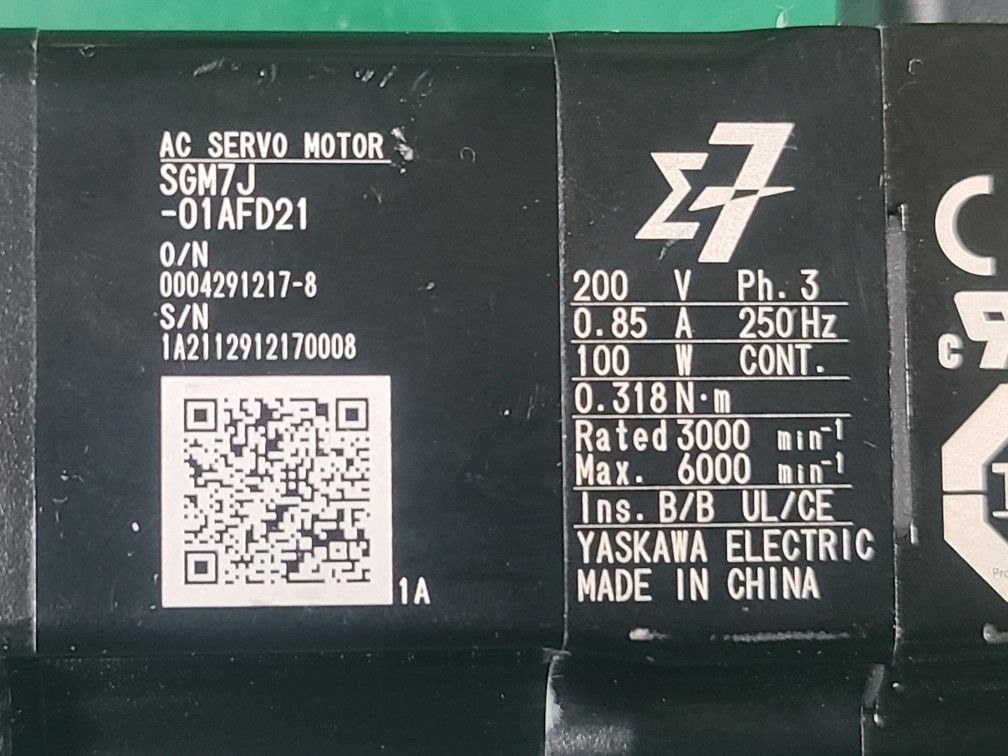 AC SERVO MOTOR
SGM7J
-01AFD21
O/N
0004291217-8
S/N
1A2112912170008
1A
Σ7
200 V Ph. 3
0.85 A 250 Hz
100 W CONT.
0.318 N·m
Rated 3000 min⁻¹
Max. 6000 min⁻¹
Ins. B/B UL/CE
YASKAWA ELECTRIC
MADE IN CHINA